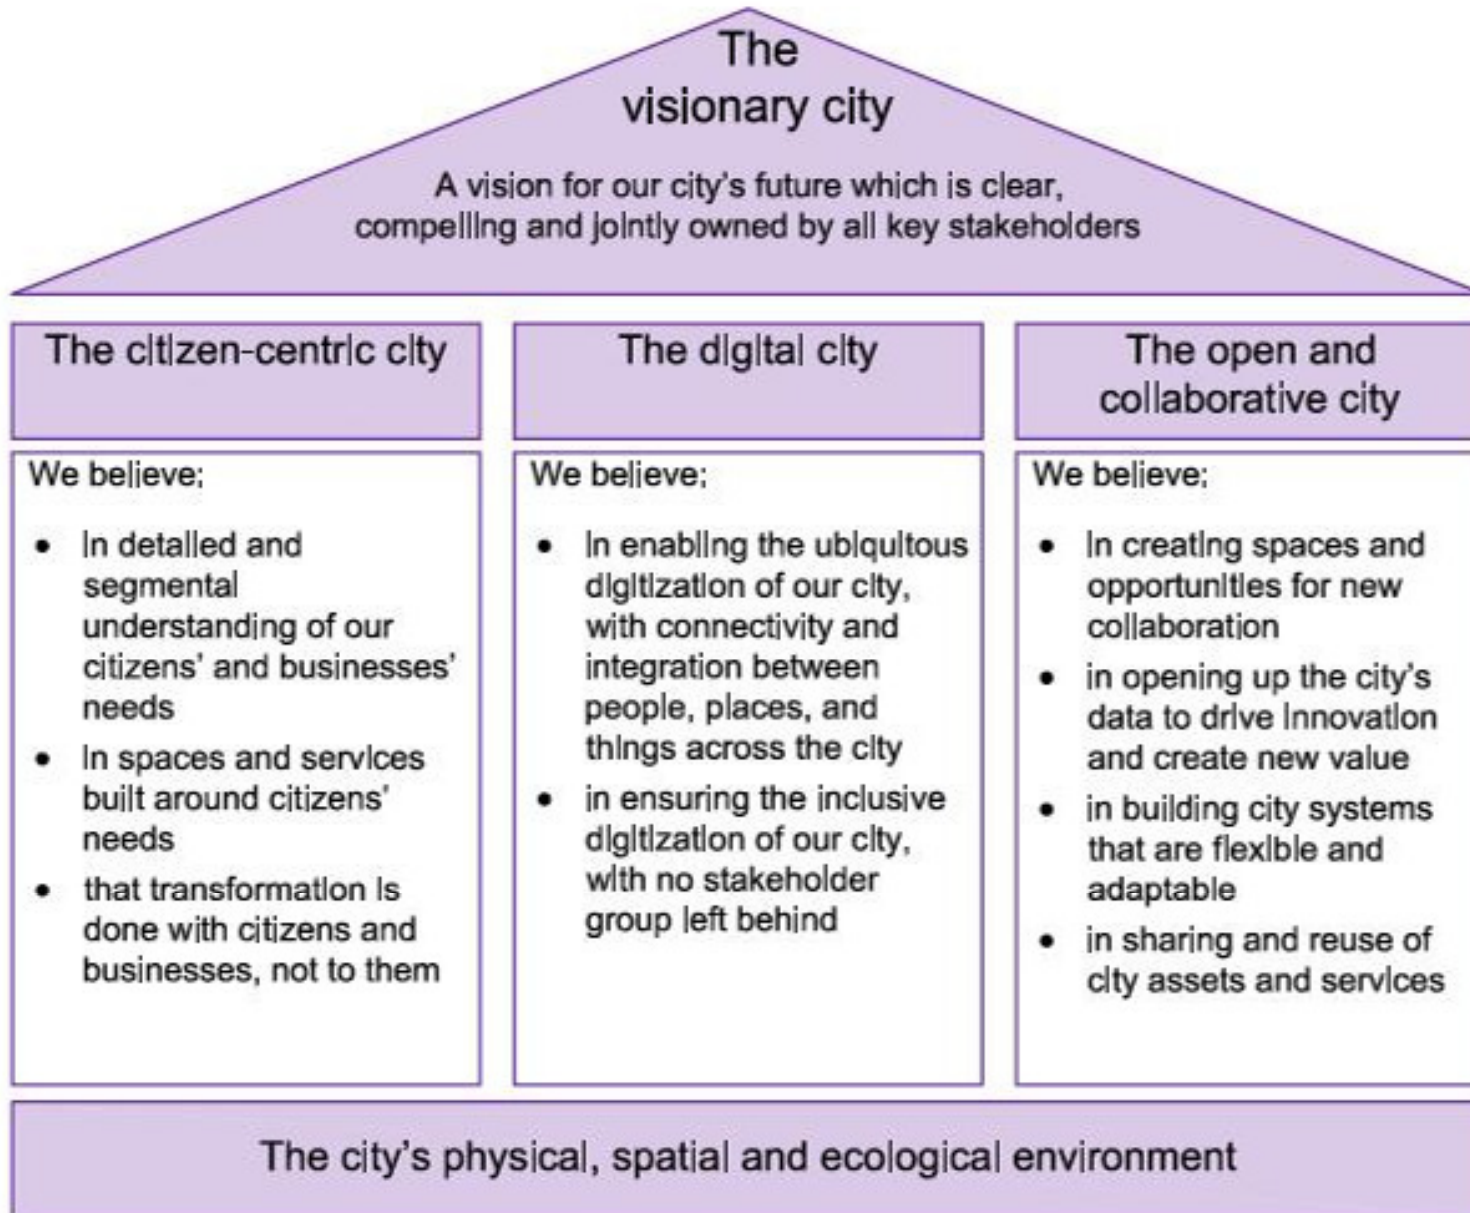 The
visionary city
A vision for our city's future which is clear,
compelling and jointly owned by all key stakeholders
The citizen-centric city
We believe:
• in detailed and
segmental
understanding of our
citizens' and businesses'
needs
• in spaces and services
built around citizens'
needs
• that transformation is
done with citizens and
businesses, not to them
The digital city
We believe:
• in enabling the ubiquitous
digitization of our city,
with connectivity and
integration between
people, places, and
things across the city
• in ensuring the inclusive
digitization of our city,
with no stakeholder
group left behind
The open and
collaborative city
We believe:
• in creating spaces and
opportunities for new
collaboration
• in opening up the city's
data to drive innovation
and create new value
• in building city systems
that are flexible and
adaptable
• in sharing and reuse of
city assets and services
The city's physical, spatial and ecological environment